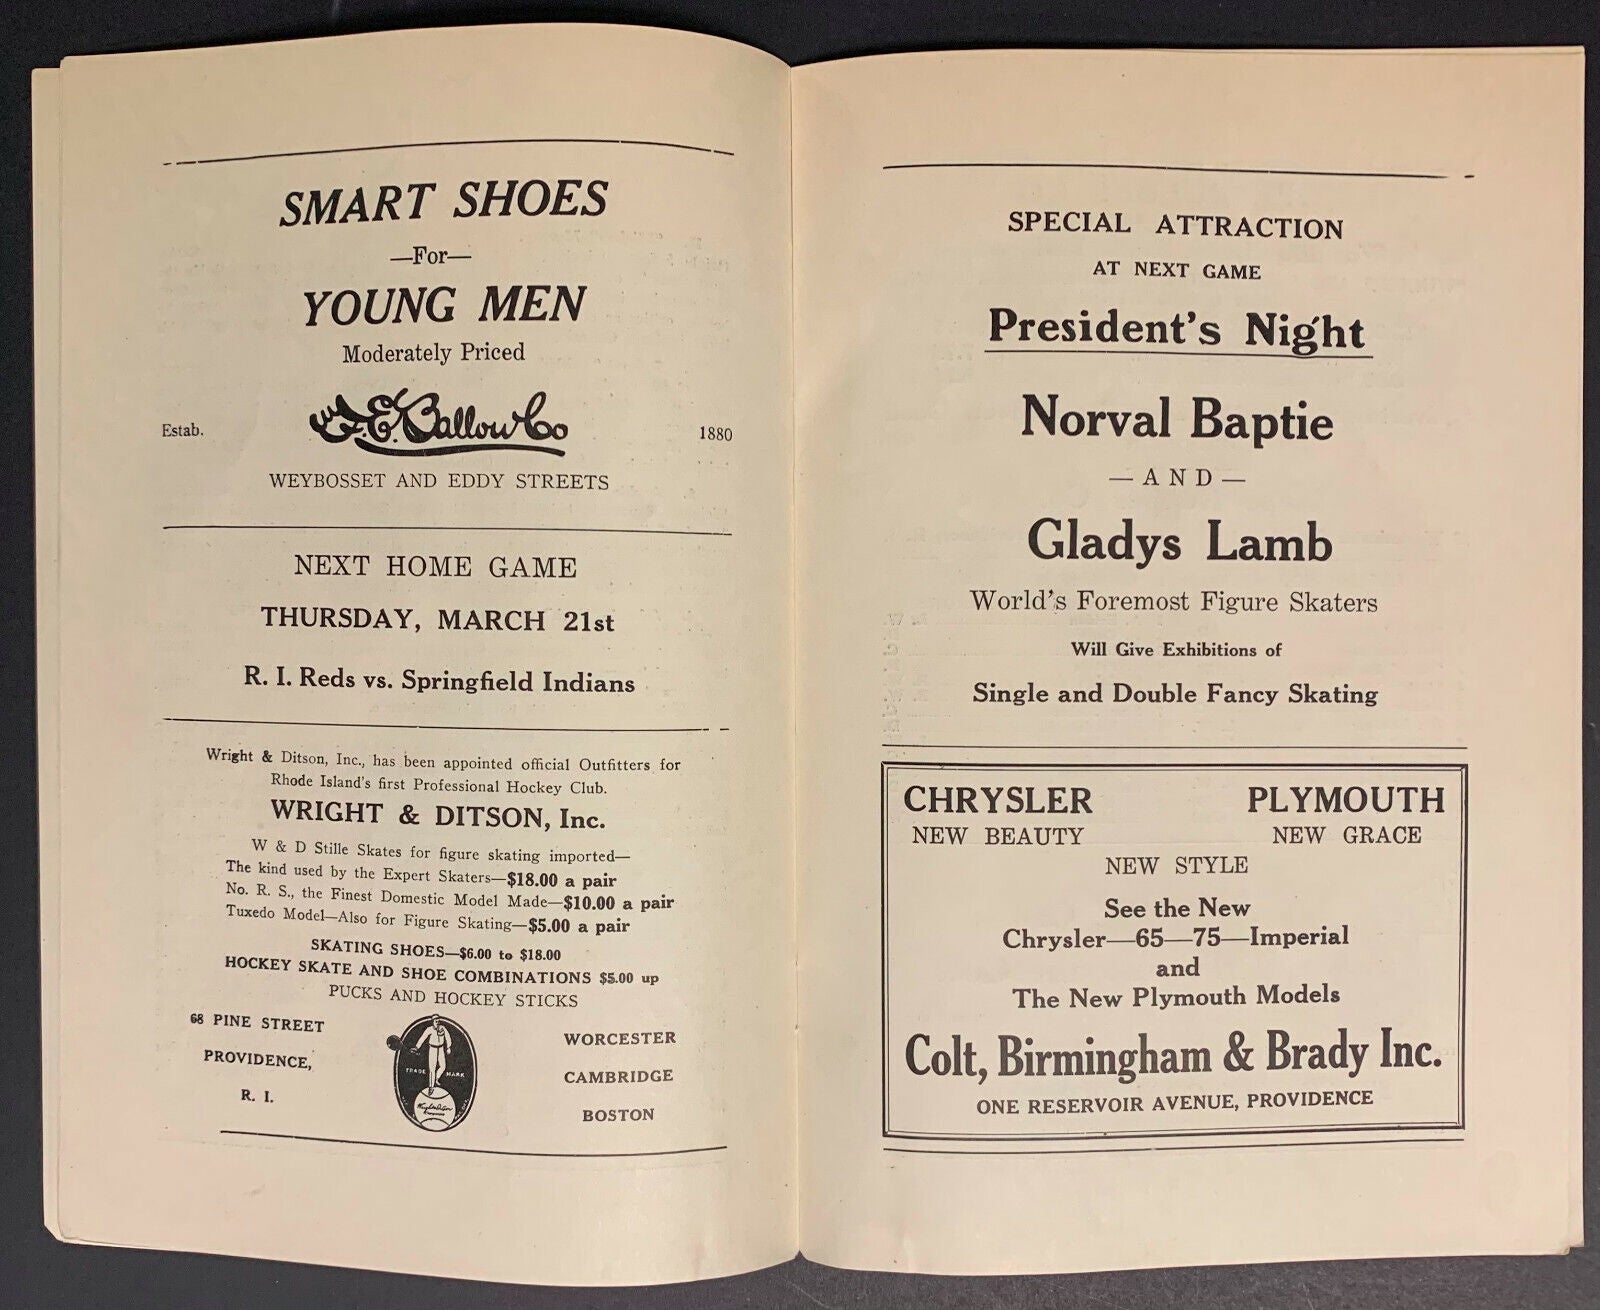 SMART SHOES
—For—
YOUNG MEN
Moderately Priced
Estab.
F.E. Ballou Co
1880
WEYBOSSET AND EDDY STREETS
NEXT HOME GAME
THURSDAY, MARCH 21st
R. I. Reds vs. Springfield Indians
Wright & Ditson, Inc., has been appointed official Outfitters for
Rhode Island's first Professional Hockey Club.
WRIGHT & DITSON, Inc.
W & D Stille Skates for figure skating imported—
The kind used by the Expert Skaters—$18.00 a pair
No. R. S., the Finest Domestic Model Made—$10.00 a pair
Tuxedo Model—Also for Figure Skating—$5.00 a pair
SKATING SHOES—$6.00 to $18.00
HOCKEY SKATE AND SHOE COMBINATIONS $5.00 up
PUCKS AND HOCKEY STICKS
68 PINE STREET
PROVIDENCE,
R. I.
TRADE MARK
Wright & Ditson
WORCESTER
CAMBRIDGE
BOSTON
SPECIAL ATTRACTION
AT NEXT GAME
President's Night
Norval Baptie
— A N D —
Gladys Lamb
World's Foremost Figure Skaters
Will Give Exhibitions of
Single and Double Fancy Skating
CHRYSLER PLYMOUTH
NEW BEAUTY NEW GRACE
NEW STYLE
See the New
Chrysler—65—75—Imperial
and
The New Plymouth Models
Colt, Birmingham & Brady Inc.
ONE RESERVOIR AVENUE, PROVIDENCE